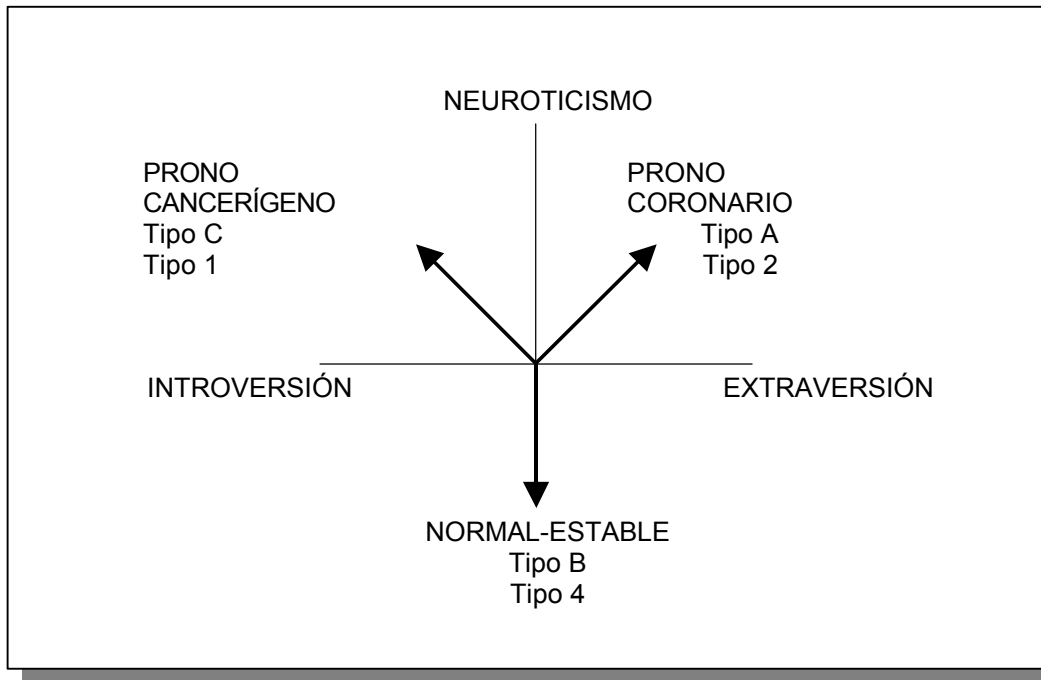 NEUROTICISMO
PRONO
CANCERÍGENO
Tipo C
Tipo 1
PRONO
CORONARIO
Tipo A
Tipo 2
INTROVERSIÓN
EXTRAVERSIÓN
NORMAL-ESTABLE
Tipo B
Tipo 4